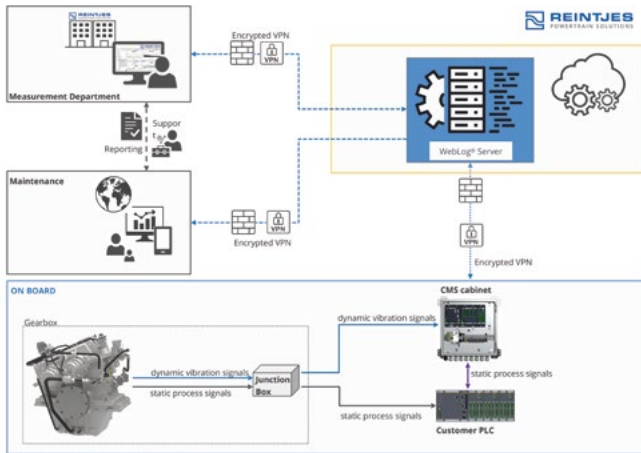 REINTJES
POWERTRAIN SOLUTIONS
REINTJES
Encrypted VPN
VPN
Measurement Department
WebLog® Server
Suppor
t
Reporting
Maintenance
VPN
Encrypted VPN
VPN
Encrypted VPN
ON BOARD
CMS cabinet
Gearbox
dynamic vibration signals
dynamic vibration signals
Junction
Box
static process signals
static process signals
static process signals
Customer PLC